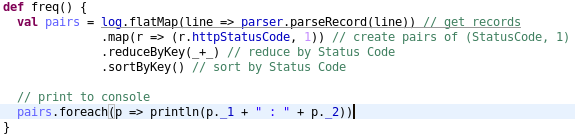 def freq() {
  val pairs = log.flatMap(line => parser.parseRecord(line)) // get records
              .map(r => (r.httpStatusCode, 1)) // create pairs of (StatusCode, 1)
              .reduceByKey(_+_) // reduce by Status Code
              .sortByKey() // sort by Status Code
  // print to console
  pairs.foreach(p => println(p._1 + " : " + p._2))
}